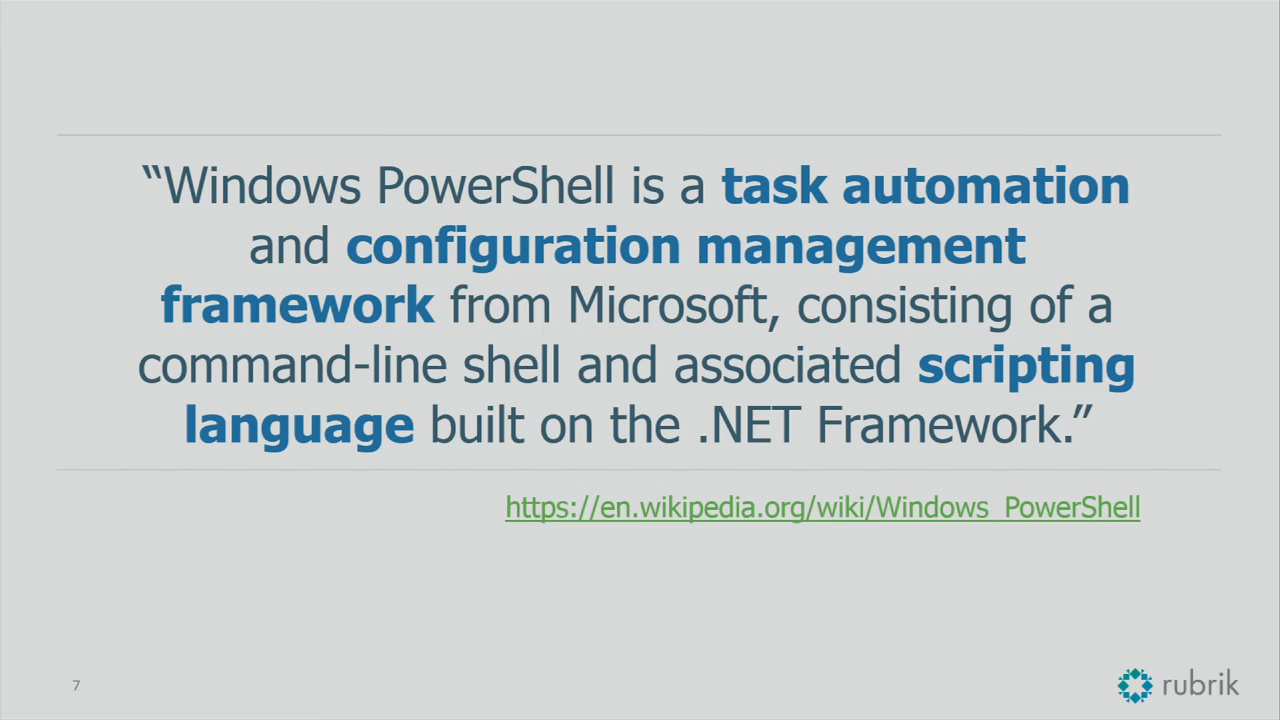 “Windows PowerShell is a task automation
and configuration management
framework from Microsoft, consisting of a
command-line shell and associated scripting
language built on the .NET Framework.”
https://en.wikipedia.org/wiki/Windows_PowerShell
7
rubrik